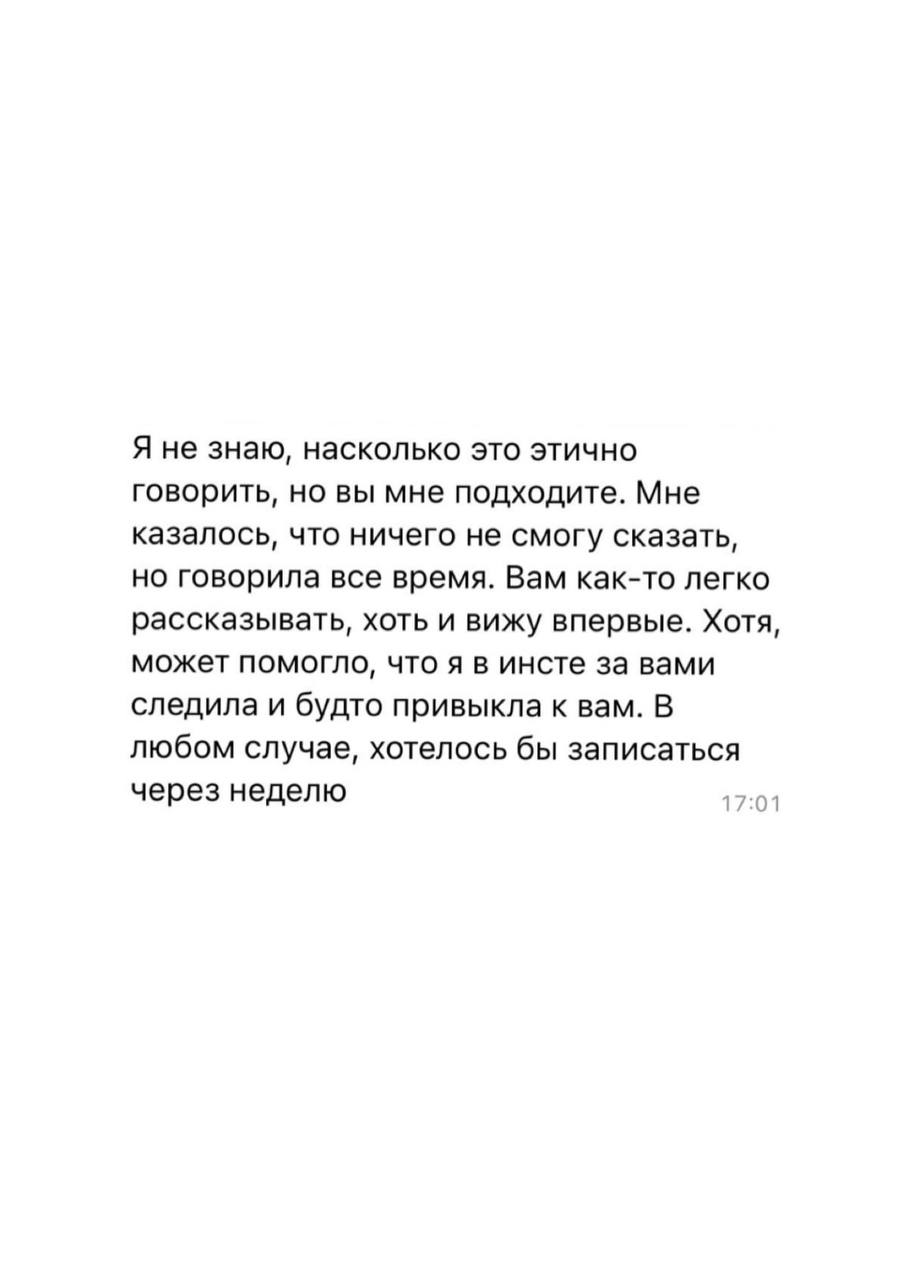 Я не знаю, насколько это этично
говорить, но вы мне подходите. Мне
казалось, что ничего не смогу сказать,
но говорила все время. Вам как-то легко
рассказывать, хоть и вижу впервые. Хотя,
может помогло, что я в инсте за вами
следила и будто привыкла к вам. В
любом случае, хотелось бы записаться
через неделю
17:01